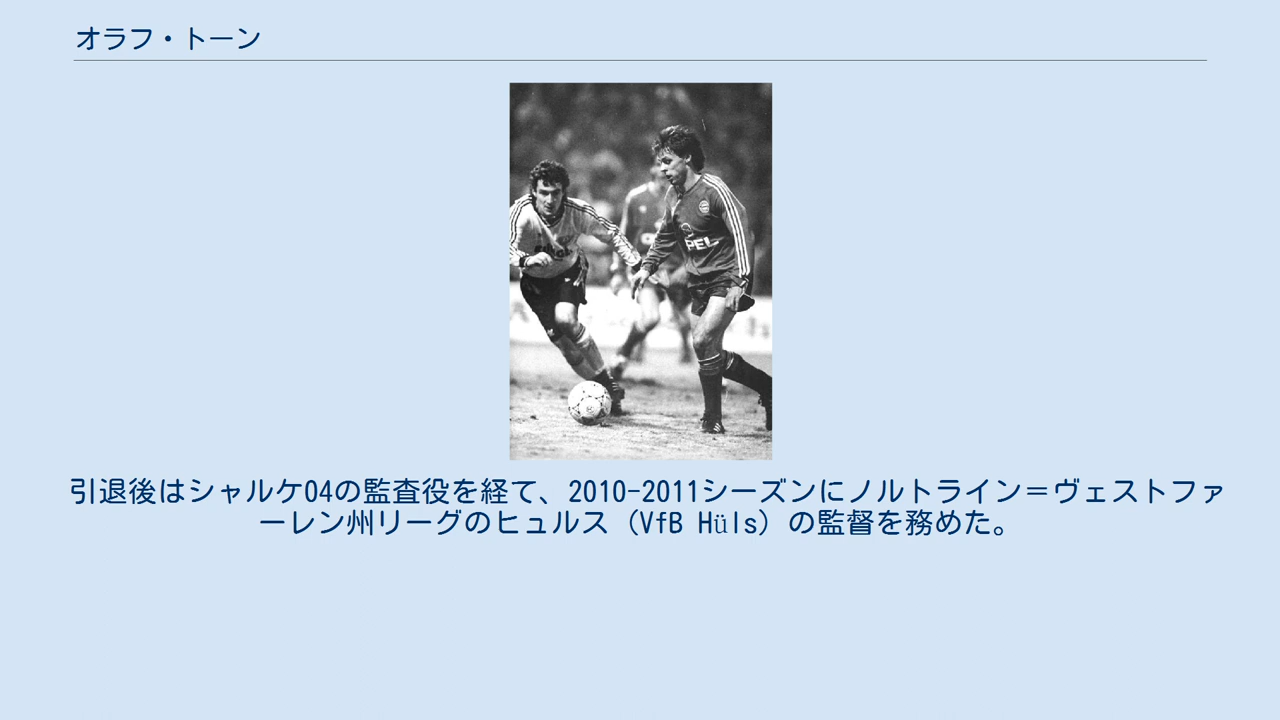 オラフ・トーン
PEL
引退後はシャルケ04の監査役を経て、2010-2011シーズンにノルトライン＝ヴェストファ
ーレン州リーグのヒュルス（VfB Hüls）の監督を務めた。